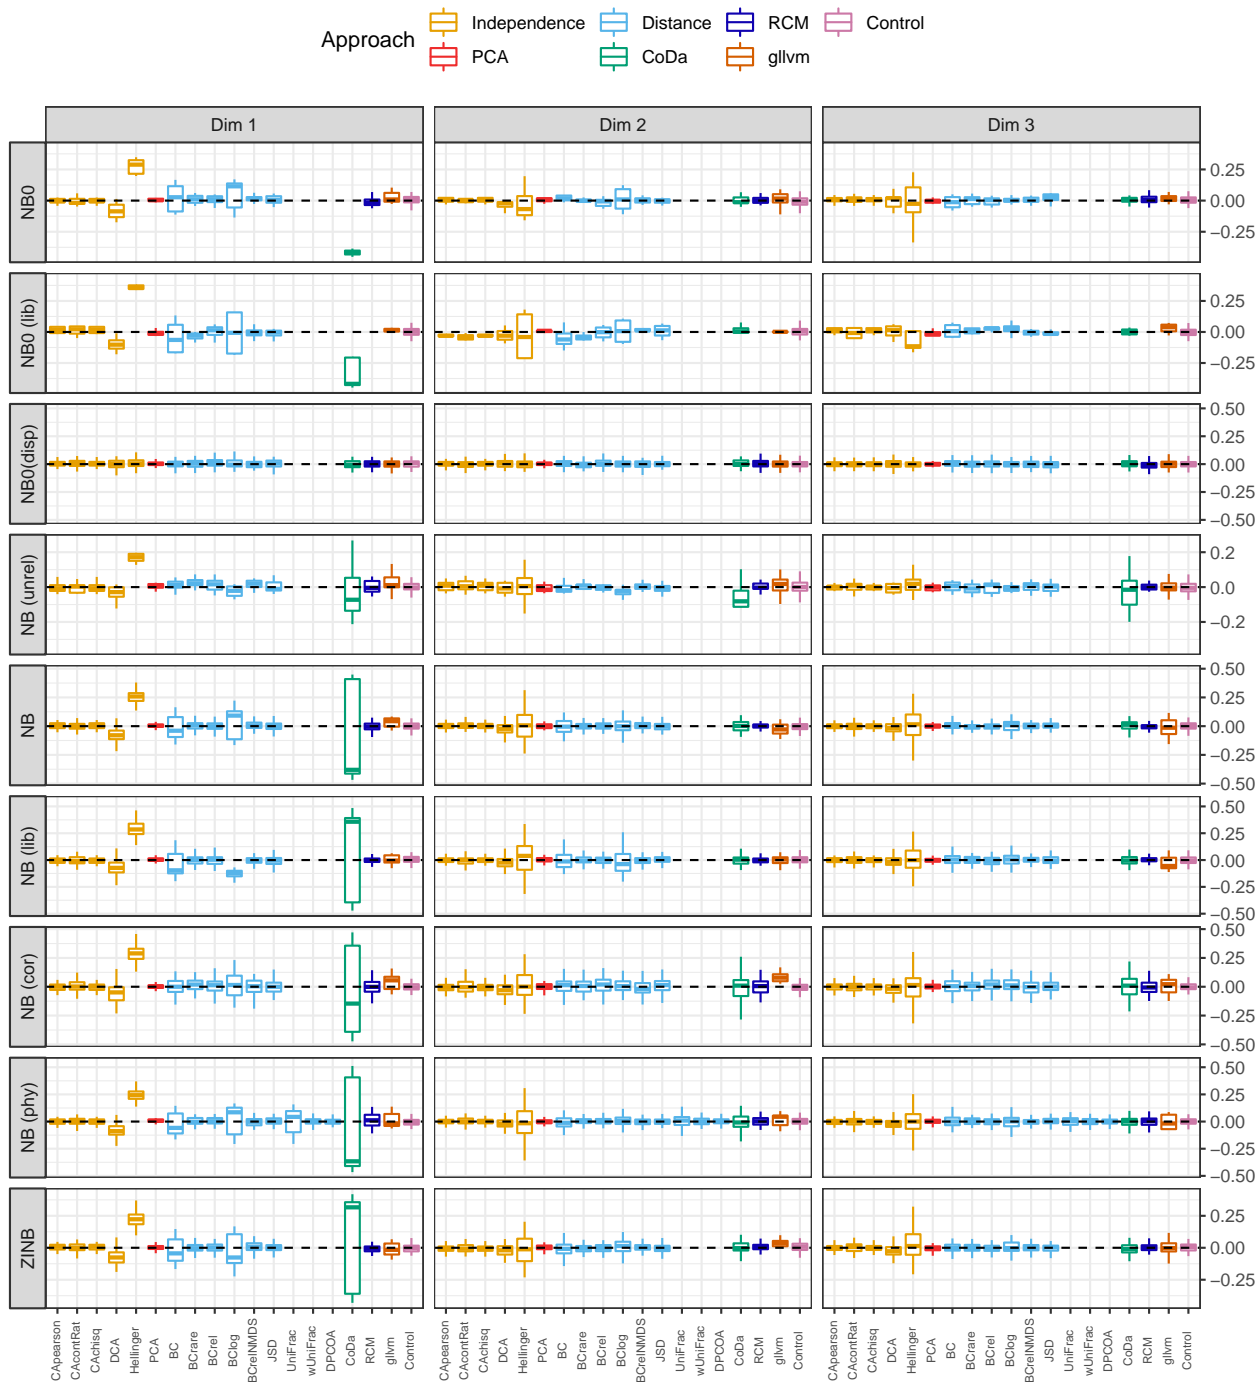 Approach
Independence
Distance
RCM
Control
PCA
CoDa
gllvm
Dim 1
Dim 2
Dim 3
NB0
0.25
0.00
−0.25
NB0 (lib)
0.25
0.00
−0.25
NB0(disp)
0.50
0.25
0.00
−0.25
−0.50
NB (unrel)
0.2
0.0
−0.2
NB
0.50
0.25
0.00
−0.25
−0.50
NB (lib)
0.50
0.25
0.00
−0.25
−0.50
NB (cor)
0.50
0.25
0.00
−0.25
−0.50
NB (phy)
0.50
0.25
0.00
−0.25
−0.50
ZINB
0.25
0.00
−0.25
CApearson
CAcontRat
CAchisq
DCA
Hellinger
PCA
BC
BCrare
BCrel
BClog
BCrelNMDS
JSD
UniFrac
wUniFrac
DPCOA
CoDa
RCM
gllvm
Control
CApearson
CAcontRat
CAchisq
DCA
Hellinger
PCA
BC
BCrare
BCrel
BClog
BCrelNMDS
JSD
UniFrac
wUniFrac
DPCOA
CoDa
RCM
gllvm
Control
CApearson
CAcontRat
CAchisq
DCA
Hellinger
PCA
BC
BCrare
BCrel
BClog
BCrelNMDS
JSD
UniFrac
wUniFrac
DPCOA
CoDa
RCM
gllvm
Control